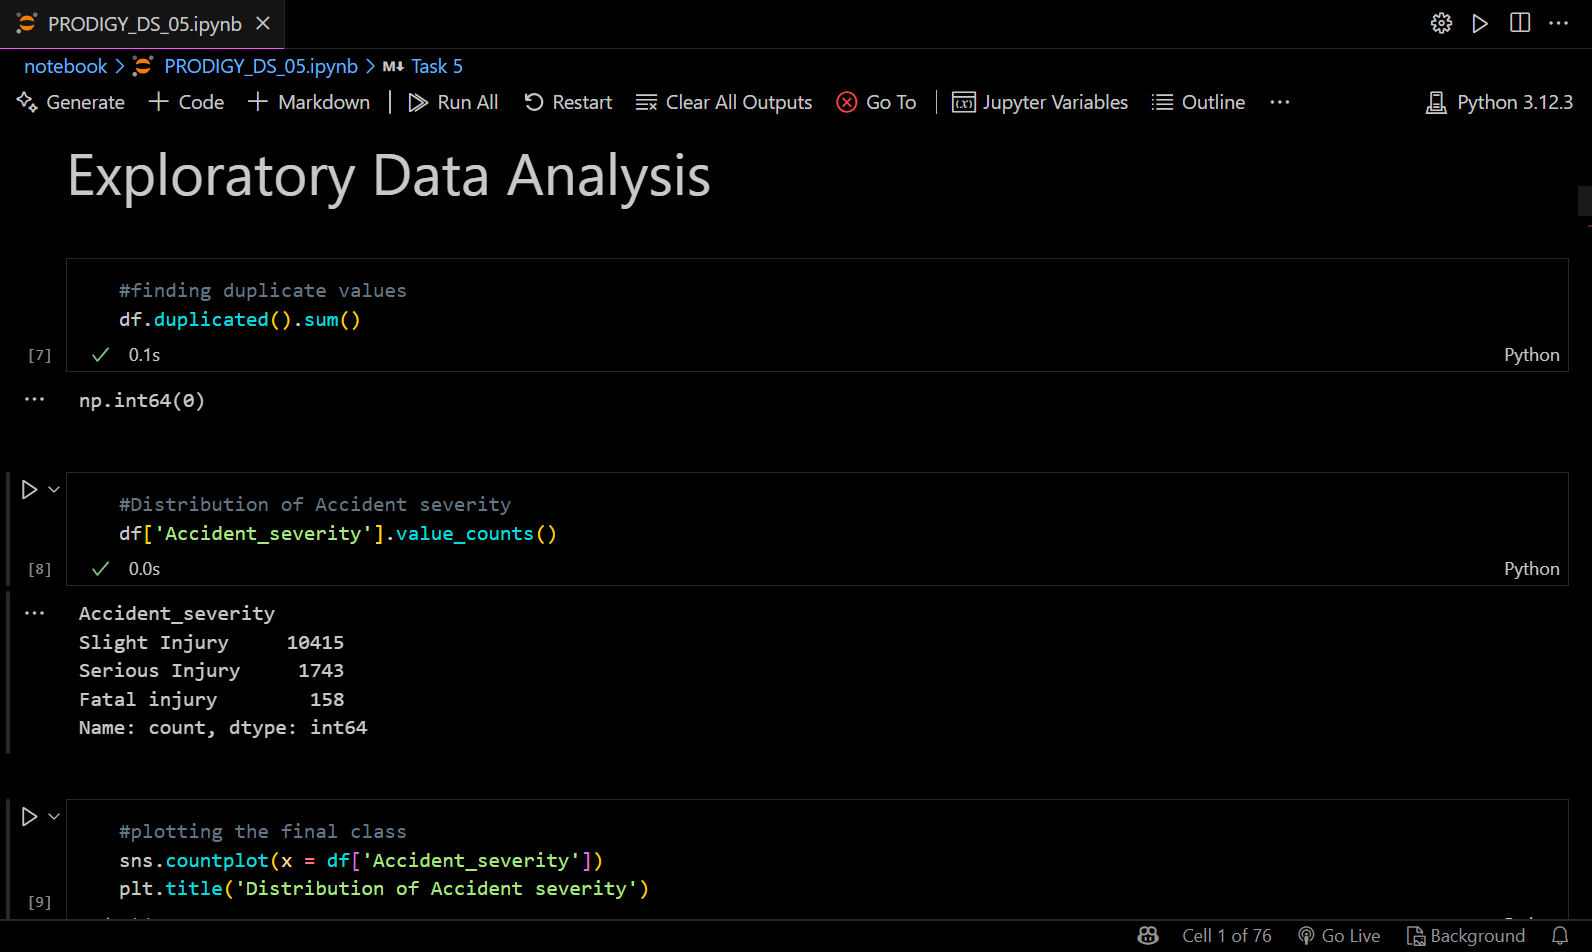 PRODIGY_DS_05.ipynb
notebook > PRODIGY_DS_05.ipynb > M↓ Task 5
Generate + Code + Markdown | Run All Restart Clear All Outputs Go To | Jupyter Variables Outline ··· Python 3.12.3
Exploratory Data Analysis
#finding duplicate values
df.duplicated().sum()
[7] 0.1s Python
··· np.int64(0)
#Distribution of Accident severity
df['Accident_severity'].value_counts()
[8] 0.0s Python
··· Accident_severity
Slight Injury 10415
Serious Injury 1743
Fatal injury 158
Name: count, dtype: int64
#plotting the final class
sns.countplot(x = df['Accident_severity'])
plt.title('Distribution of Accident severity')
[9]
Cell 1 of 76 Go Live Background